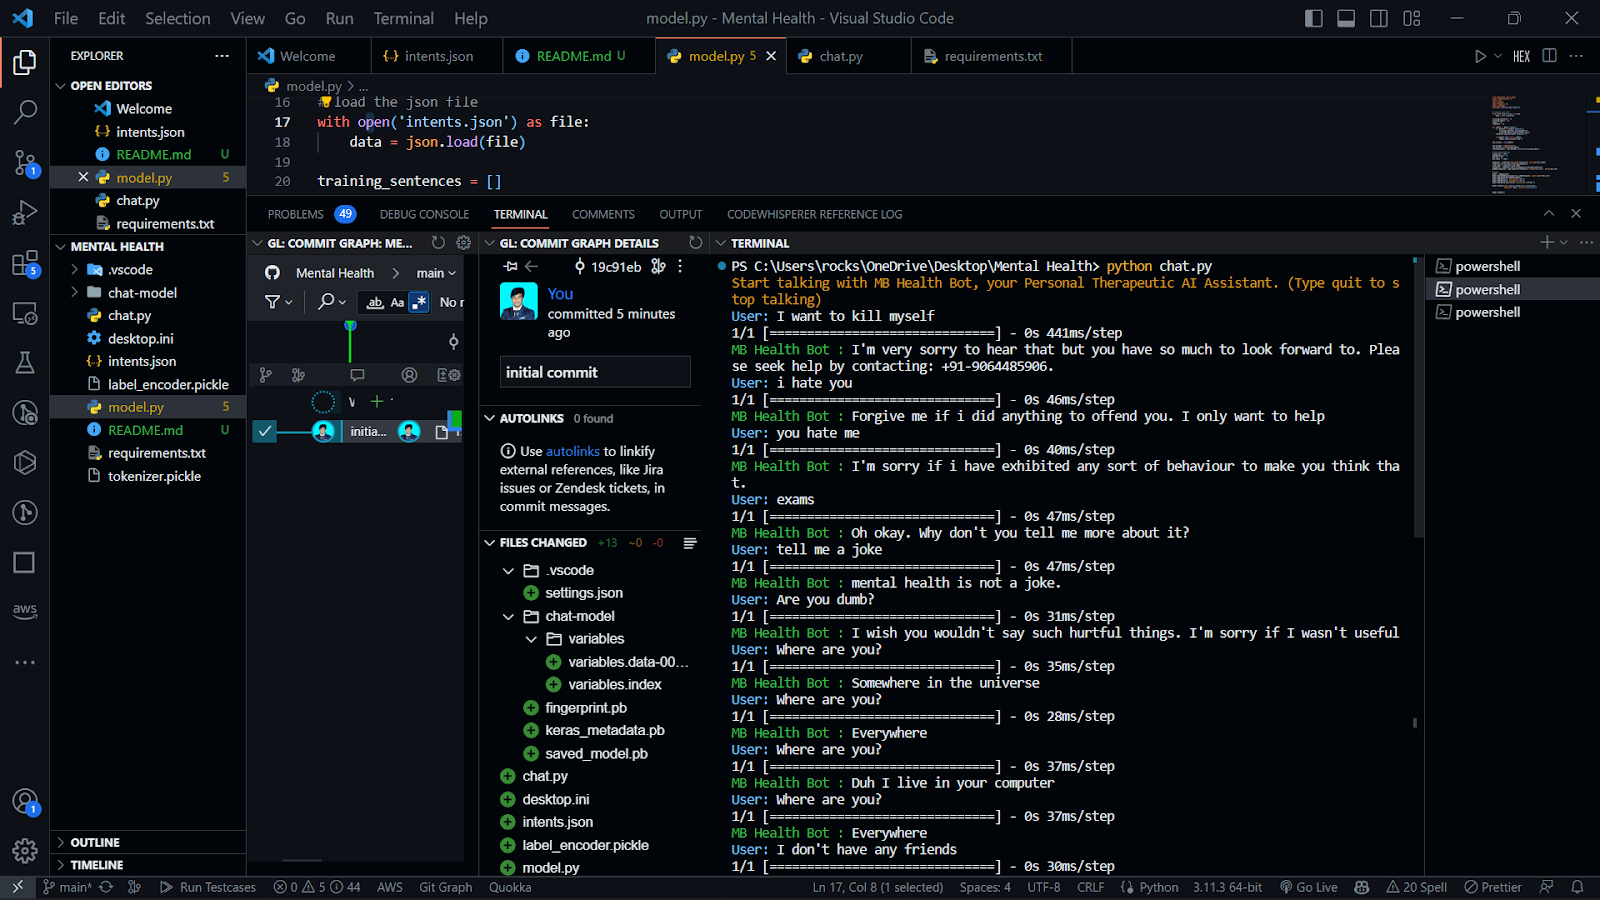 File Edit Selection View Go Run Terminal Help
model.py - Mental Health - Visual Studio Code
EXPLORER
OPEN EDITORS
Welcome
intents.json
README.md U
model.py 5
chat.py
requirements.txt
MENTAL HEALTH
.vscode
chat-model
chat.py
desktop.ini
intents.json
label_encoder.pickle
model.py 5
README.md U
requirements.txt
tokenizer.pickle
OUTLINE
TIMELINE
1
5
aws
1
Welcome
intents.json
README.md U
model.py 5
chat.py
requirements.txt
HEX
model.py > ...
16 # load the json file
17 with open('intents.json') as file:
18 data = json.load(file)
19
20 training_sentences = []
PROBLEMS 49 DEBUG CONSOLE TERMINAL COMMENTS OUTPUT CODEWHISPERER REFERENCE LOG
GL: COMMIT GRAPH: ME...
Mental Health > main
ab Aa .* No r
initia...
GL: COMMIT GRAPH DETAILS
19c91eb
You
committed 5 minutes
ago
initial commit
AUTOLINKS 0 found
Use autolinks to linkify
external references, like Jira
issues or Zendesk tickets, in
commit messages.
FILES CHANGED +13 ~0 -0
.vscode
settings.json
chat-model
variables
variables.data-00...
variables.index
fingerprint.pb
keras_metadata.pb
saved_model.pb
chat.py
desktop.ini
intents.json
label_encoder.pickle
model.py
TERMINAL
PS C:\Users\rocks\OneDrive\Desktop\Mental Health> python chat.py
Start talking with MB Health Bot, your Personal Therapeutic AI Assistant. (Type quit to s
top talking)
User: I want to kill myself
1/1 [==============================] - 0s 441ms/step
MB Health Bot : I'm very sorry to hear that but you have so much to look forward to. Plea
se seek help by contacting: +91-9064485906.
User: i hate you
1/1 [==============================] - 0s 46ms/step
MB Health Bot : Forgive me if i did anything to offend you. I only want to help
User: you hate me
1/1 [==============================] - 0s 40ms/step
MB Health Bot : I'm sorry if i have exhibited any sort of behaviour to make you think tha
t.
User: exams
1/1 [==============================] - 0s 47ms/step
MB Health Bot : Oh okay. Why don't you tell me more about it?
User: tell me a joke
1/1 [==============================] - 0s 47ms/step
MB Health Bot : mental health is not a joke.
User: Are you dumb?
1/1 [==============================] - 0s 31ms/step
MB Health Bot : I wish you wouldn't say such hurtful things. I'm sorry if I wasn't useful
User: Where are you?
1/1 [==============================] - 0s 35ms/step
MB Health Bot : Somewhere in the universe
User: Where are you?
1/1 [==============================] - 0s 28ms/step
MB Health Bot : Everywhere
User: Where are you?
1/1 [==============================] - 0s 37ms/step
MB Health Bot : Duh I live in your computer
User: Where are you?
1/1 [==============================] - 0s 37ms/step
MB Health Bot : Everywhere
User: I don't have any friends
1/1 [==============================] - 0s 30ms/step
powershell
powershell
powershell
main* Run Testcases 0 5 44 AWS Git Graph Quokka
Ln 17, Col 8 (1 selected) Spaces: 4 UTF-8 CRLF Python 3.11.3 64-bit Go Live 20 Spell Prettier